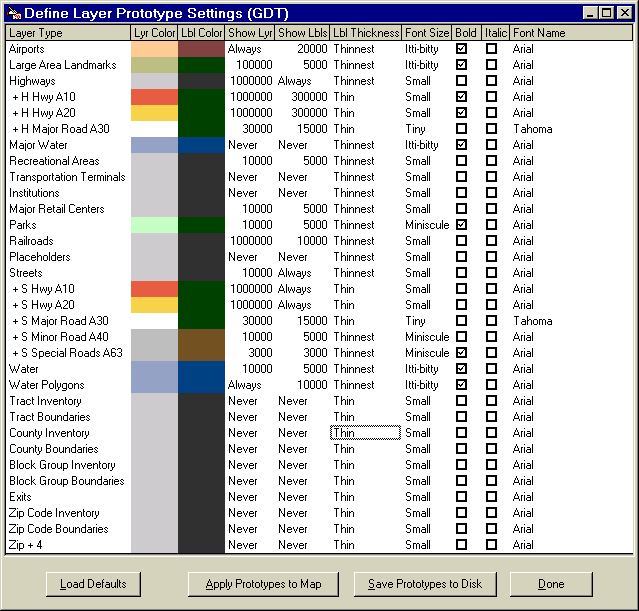 Define Layer Prototype Settings (GDT)
Layer Type Lyr Color Lbl Color Show Lyr Show Lbls Lbl Thickness Font Size Bold Italic Font Name
Airports Always 20000 Thinnest Itti-bitty Arial
Large Area Landmarks 100000 5000 Thinnest Itti-bitty Arial
Highways 1000000 Always Thinnest Small Arial
+ H Hwy A10 1000000 300000 Thin Small Arial
+ H Hwy A20 1000000 300000 Thin Small Arial
+ H Major Road A30 30000 15000 Thin Tiny Tahoma
Major Water Never Never Thinnest Itti-bitty Arial
Recreational Areas 10000 5000 Thinnest Small Arial
Transportation Terminals Never Never Thinnest Small Arial
Institutions Never Never Thinnest Small Arial
Major Retail Centers 10000 5000 Thinnest Small Arial
Parks 10000 5000 Thinnest Miniscule Arial
Railroads 1000000 10000 Thinnest Small Arial
Placeholders Never Never Thinnest Small Arial
Streets 10000 Always Thinnest Small Arial
+ S Hwy A10 1000000 Always Thin Small Arial
+ S Hwy A20 1000000 Always Thin Small Arial
+ S Major Road A30 30000 15000 Thin Tiny Tahoma
+ S Minor Road A40 10000 5000 Thinnest Miniscule Arial
+ S Special Roads A63 3000 3000 Thinnest Miniscule Arial
Water 10000 5000 Thinnest Itti-bitty Arial
Water Polygons Always 10000 Thinnest Itti-bitty Arial
Tract Inventory Never Never Thin Small Arial
Tract Boundaries Never Never Thin Small Arial
County Inventory Never Never Thin Small Arial
County Boundaries Never Never Thin Small Arial
Block Group Inventory Never Never Thin Small Arial
Block Group Boundaries Never Never Thin Small Arial
Exits Never Never Thin Small Arial
Zip Code Inventory Never Never Thin Small Arial
Zip Code Boundaries Never Never Thin Small Arial
Zip + 4 Never Never Thin Small Arial
Load Defaults Apply Prototypes to Map Save Prototypes to Disk Done